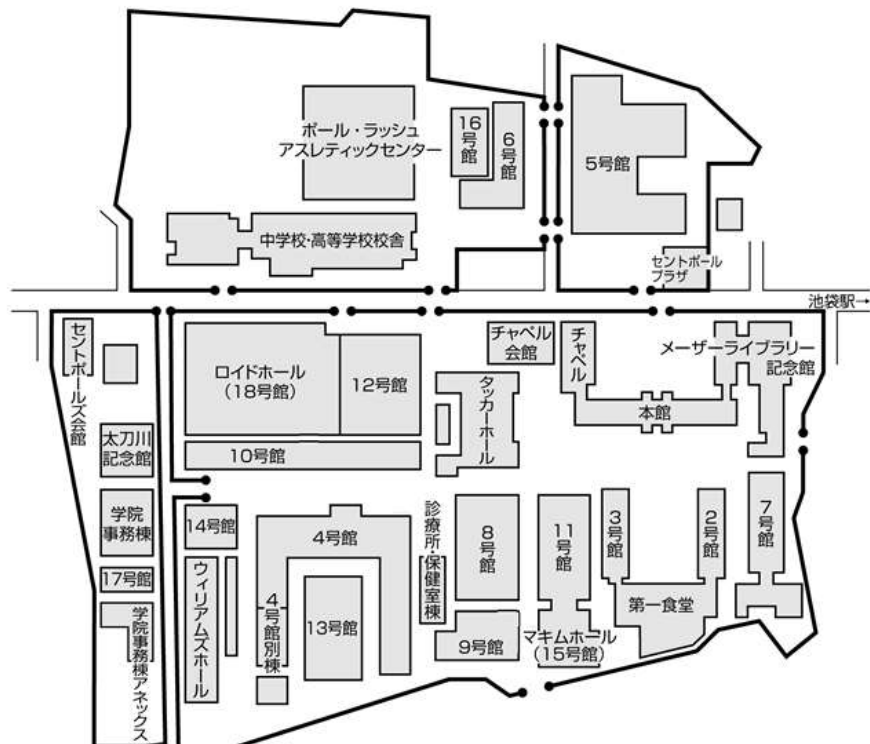 ポール・ラッシュ
アスレティックセンター
16号館
6号館
5号館
中学校・高等学校校舎
セントポール
プラザ
池袋駅→
セントポールズ会館
ロイドホール
(18号館)
12号館
チャペル
会館
チャペル
メーザーライブラリー
記念館
本館
タッカーホール
太刀川
記念館
10号館
学院
事務棟
14号館
4号館
診療所・保健室棟
8号館
11号館
3号館
2号館
7号館
17号館
ウィリアムズホール
4号館別棟
13号館
第一食堂
学院事務棟アネックス
9号館
マキムホール
(15号館)